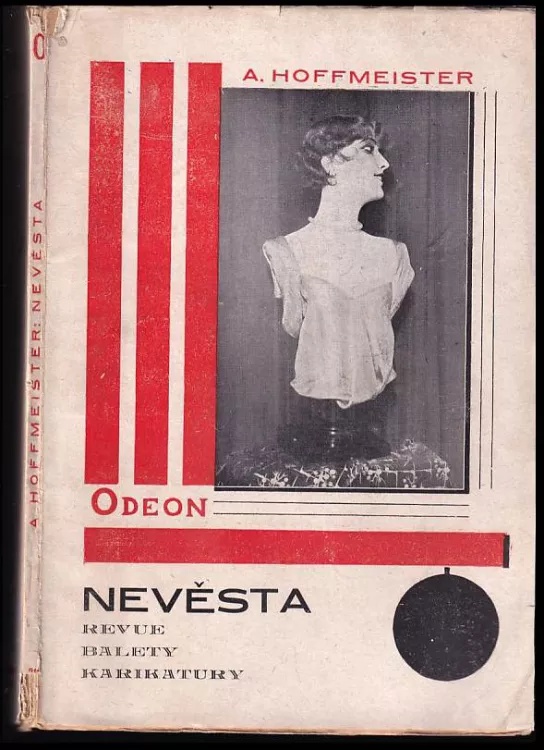 A. HOFFMEISTER
ODEON
NEVĚSTA
REVUE
BALETY
KARIKATURY
O
A HOFFMEISTER: NEVĚSTA